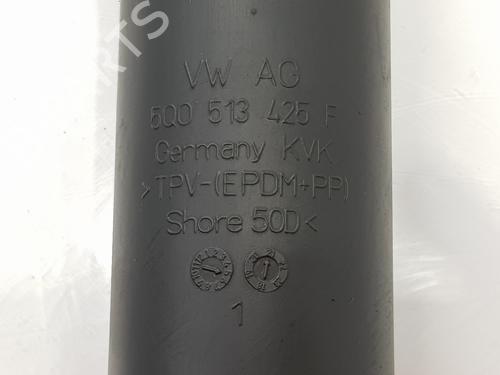 VW AG
5Q0 513 425 F
Germany KVK
>TPV-(EPDM+PP)
Shore 50D<
1